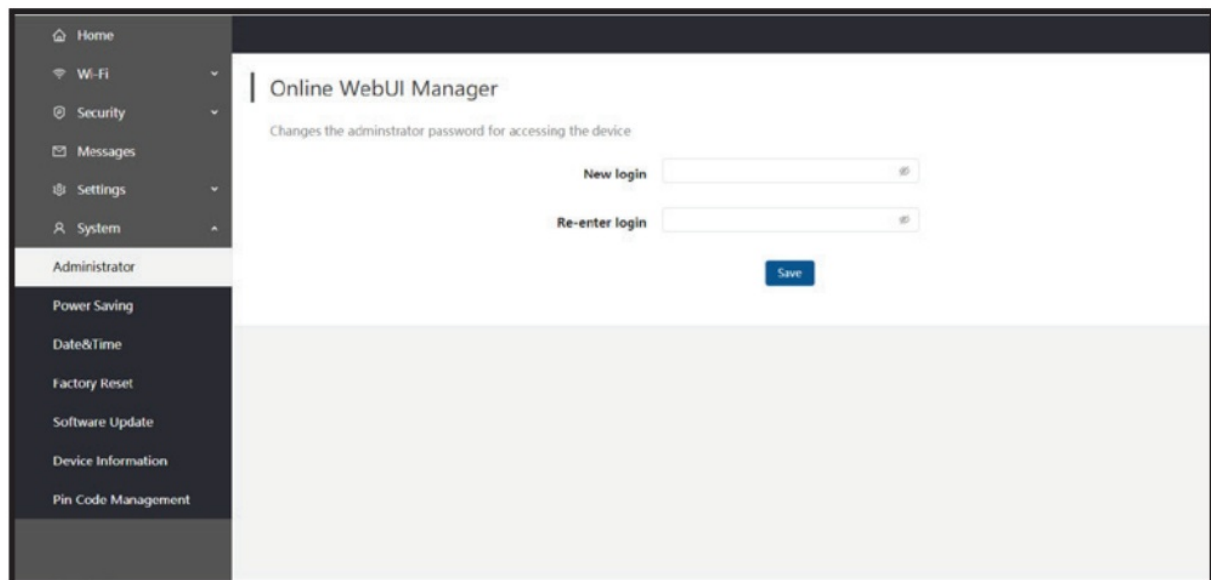 Home
Wi-Fi
Security
Messages
Settings
System
Administrator
Power Saving
Date&Time
Factory Reset
Software Update
Device Information
Pin Code Management
Online WebUI Manager
Changes the adminstrator password for accessing the device
New login
Re-enter login
Save